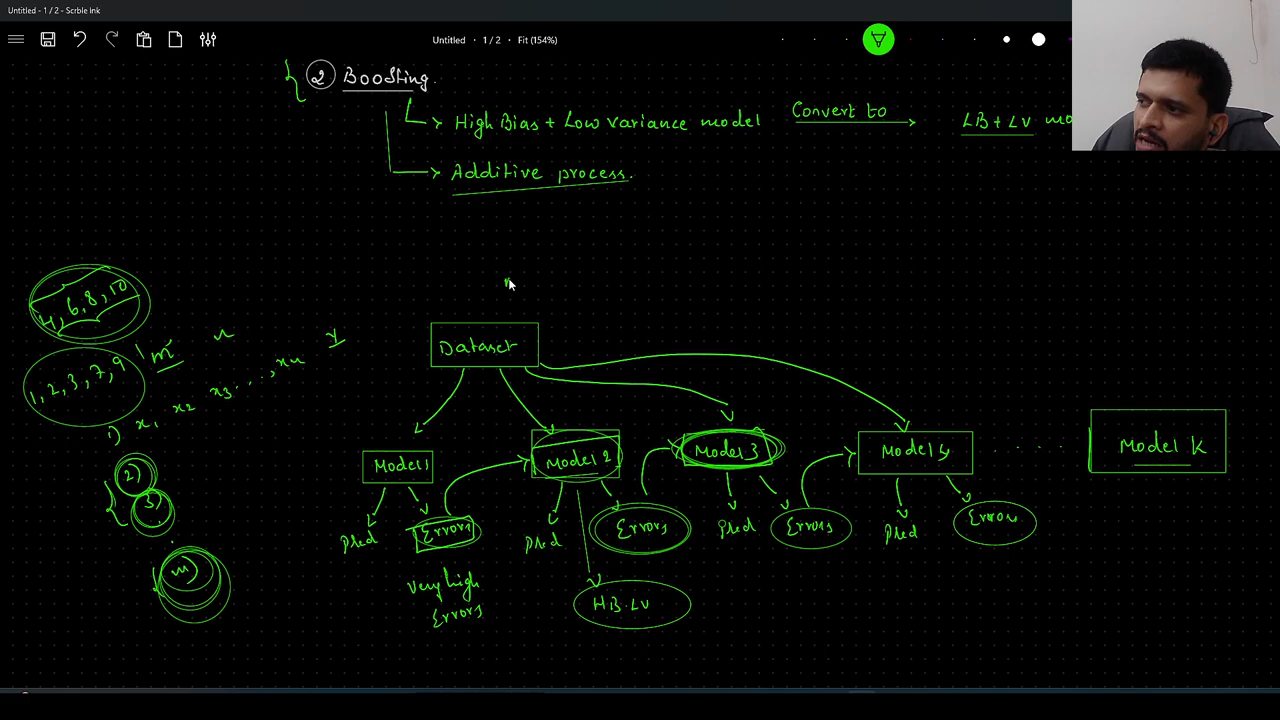 Untitled - 1 / 2 - Scrble Ink
Untitled • 1 / 2 • Fit (154%)
2 Boosting.
High Bias + Low variance model Convert to LB + LV mo
Additive process.
4, 6, 8, 10
1, 2, 3, 7, 9
m n y
1) x1 x2 x3 ...., xn
2)
3)
m)
Dataset
Model 1 Model 2 Model 3 Model 4 ..... Model K
Pred Errors Pred Errors Pred Errors Pred Errors
Very high
Errors
HB. LV